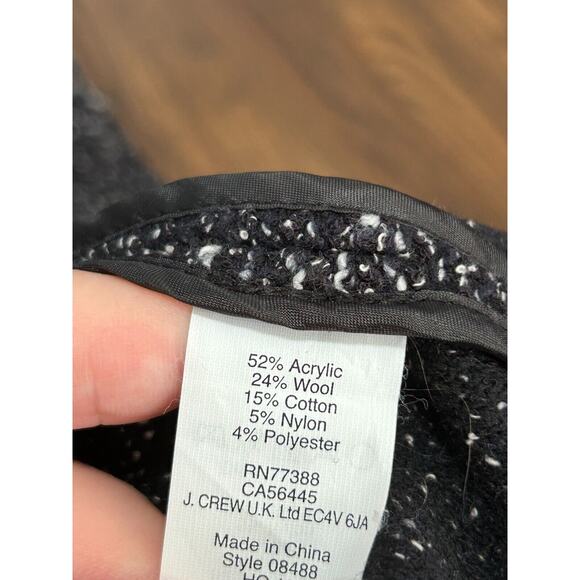 52% Acrylic
24% Wool
15% Cotton
5% Nylon
4% Polyester
RN77388
CA56445
J. CREW U.K. Ltd EC4V 6JA
Made in China
Style 08488